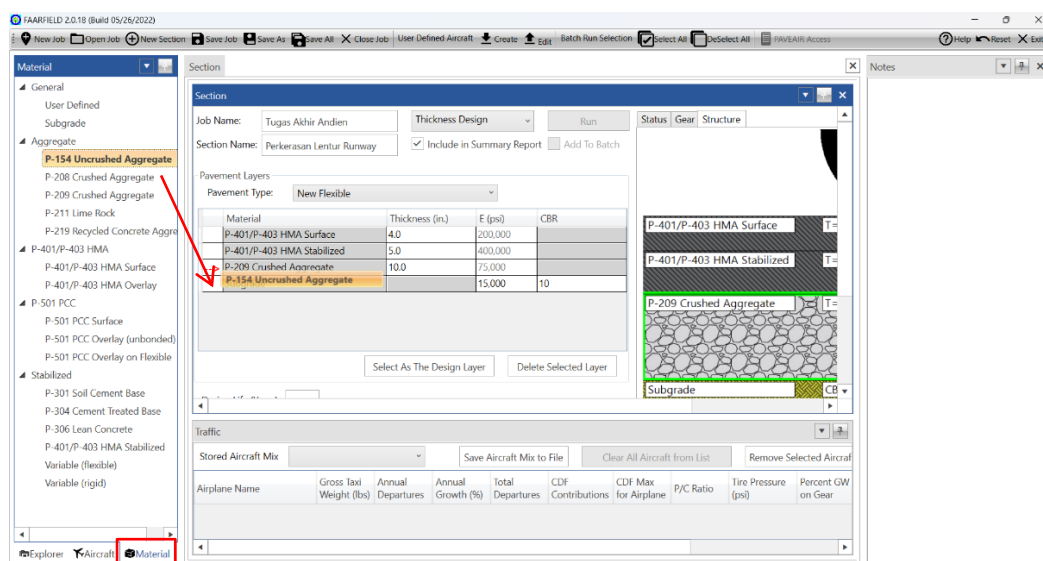 FAARFIELD 2.0.18 (Build 05/26/2022)
New Job Open Job New Section Save Job Save As Save All Close Job User Defined Aircraft Create Edit Batch Run Selection Select All DeSelect All PAVEAIR Access Help Reset Exit
Material
General
User Defined
Subgrade
Aggregate
P-154 Uncrushed Aggregate
P-208 Crushed Aggregate
P-209 Crushed Aggregate
P-211 Lime Rock
P-219 Recycled Concrete Aggre
P-401/P-403 HMA
P-401/P-403 HMA Surface
P-401/P-403 HMA Overlay
P-501 PCC
P-501 PCC Surface
P-501 PCC Overlay (unbonded)
P-501 PCC Overlay on Flexible
Stabilized
P-301 Soil Cement Base
P-304 Cement Treated Base
P-306 Lean Concrete
P-401/P-403 HMA Stabilized
Variable (flexible)
Variable (rigid)
Explorer Aircraft Material
Section
Section
Job Name: Tugas Akhir Andien Thickness Design Run
Section Name: Perkerasan Lentur Runway Include in Summary Report Add To Batch
Pavement Layers
Pavement Type: New Flexible
Material Thickness (in.) E (psi) CBR
P-401/P-403 HMA Surface 4.0 200,000
P-401/P-403 HMA Stabilized 5.0 400,000
P-209 Crushed Aggregate 10.0 75,000
P-154 Uncrushed Aggregate 15,000 10
Select As The Design Layer Delete Selected Layer
Status Gear Structure
P-401/P-403 HMA Surface T=
P-401/P-403 HMA Stabilized T=
P-209 Crushed Aggregate T=
Subgrade CB
Traffic
Stored Aircraft Mix Save Aircraft Mix to File Clear All Aircraft from List Remove Selected Aircraf
Airplane Name Gross Taxi Weight (lbs) Annual Departures Annual Growth (%) Total Departures CDF Contributions CDF Max for Airplane P/C Ratio Tire Pressure (psi) Percent GW on Gear
Notes